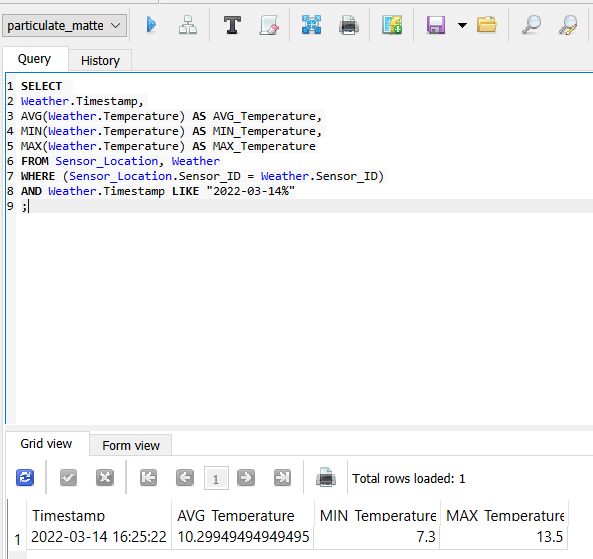 particulate_matte
Query
History
1 SELECT
2 Weather.Timestamp,
3 AVG(Weather.Temperature) AS AVG_Temperature,
4 MIN(Weather.Temperature) AS MIN_Temperature,
5 MAX(Weather.Temperature) AS MAX_Temperature
6 FROM Sensor_Location, Weather
7 WHERE (Sensor_Location.Sensor_ID = Weather.Sensor_ID)
8 AND Weather.Timestamp LIKE "2022-03-14%"
9 ;
Grid view
Form view
1
Total rows loaded: 1
Timestamp AVG_Temperature MIN_Temperature MAX_Temperature
1 2022-03-14 16:25:22 10.29949494949495 7.3 13.5